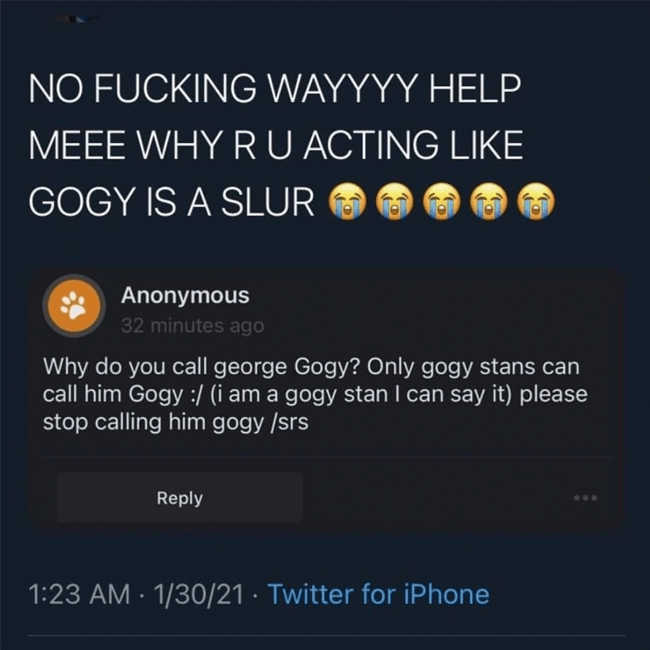 NO FUCKING WAYYYY HELP
MEEE WHY R U ACTING LIKE
GOGY IS A SLUR 😭😭😭😭😭
Anonymous
32 minutes ago
Why do you call george Gogy? Only gogy stans can
call him Gogy :/ (i am a gogy stan I can say it) please
stop calling him gogy /srs
Reply
1:23 AM · 1/30/21 · Twitter for iPhone